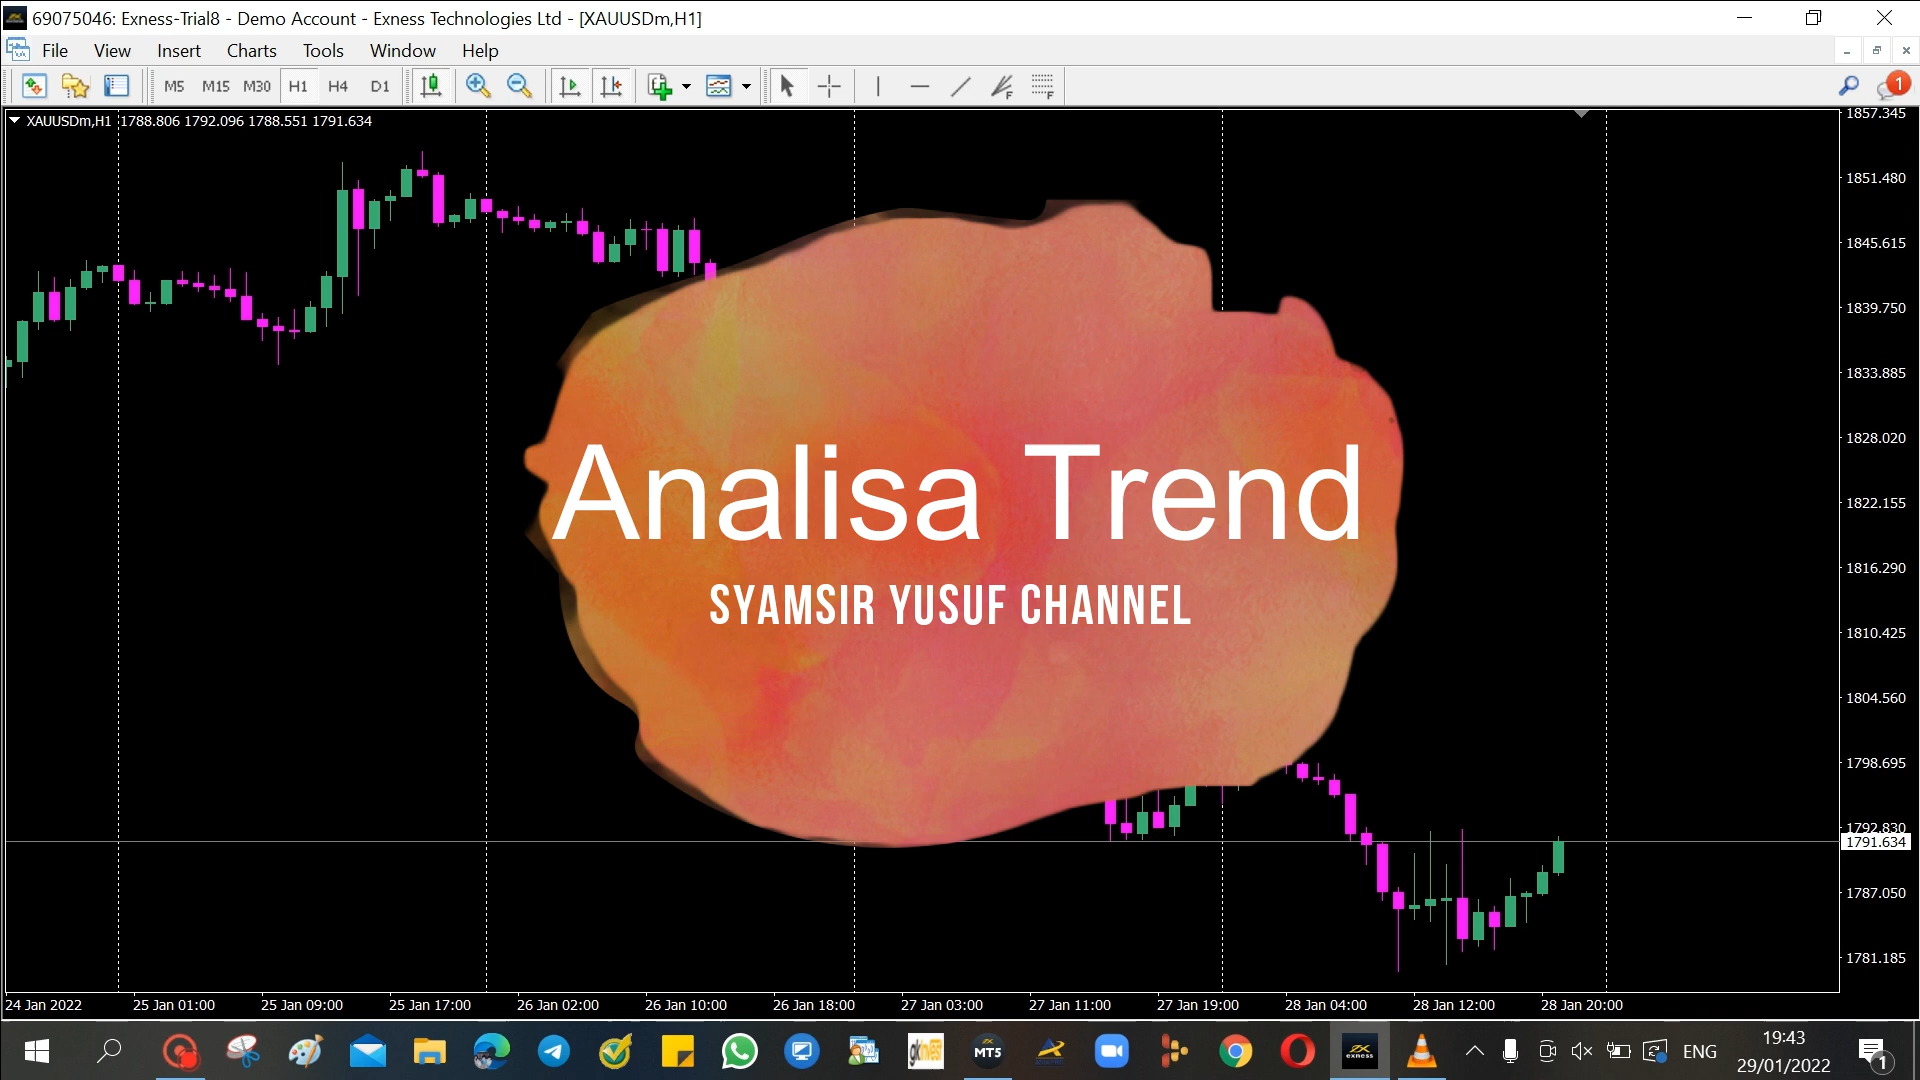 69075046: Exness-Trial8 - Demo Account - Exness Technologies Ltd - [XAUUSDm,H1]
File View Insert Charts Tools Window Help
M5 M15 M30 H1 H4 D1
1
XAUUSDm,H1 1788.806 1792.096 1788.551 1791.634
1857.345
1851.480
1845.615
1839.750
1833.885
1828.020
1822.155
1816.290
1810.425
1804.560
1798.695
1792.830
1791.634
1787.050
1781.185
Analisa Trend
SYAMSIR YUSUF CHANNEL
24 Jan 2022 25 Jan 01:00 25 Jan 09:00 25 Jan 17:00 26 Jan 02:00 26 Jan 10:00 26 Jan 18:00 27 Jan 03:00 27 Jan 11:00 27 Jan 19:00 28 Jan 04:00 28 Jan 12:00 28 Jan 20:00
MT5
exness
ENG
19:43
29/01/2022
1